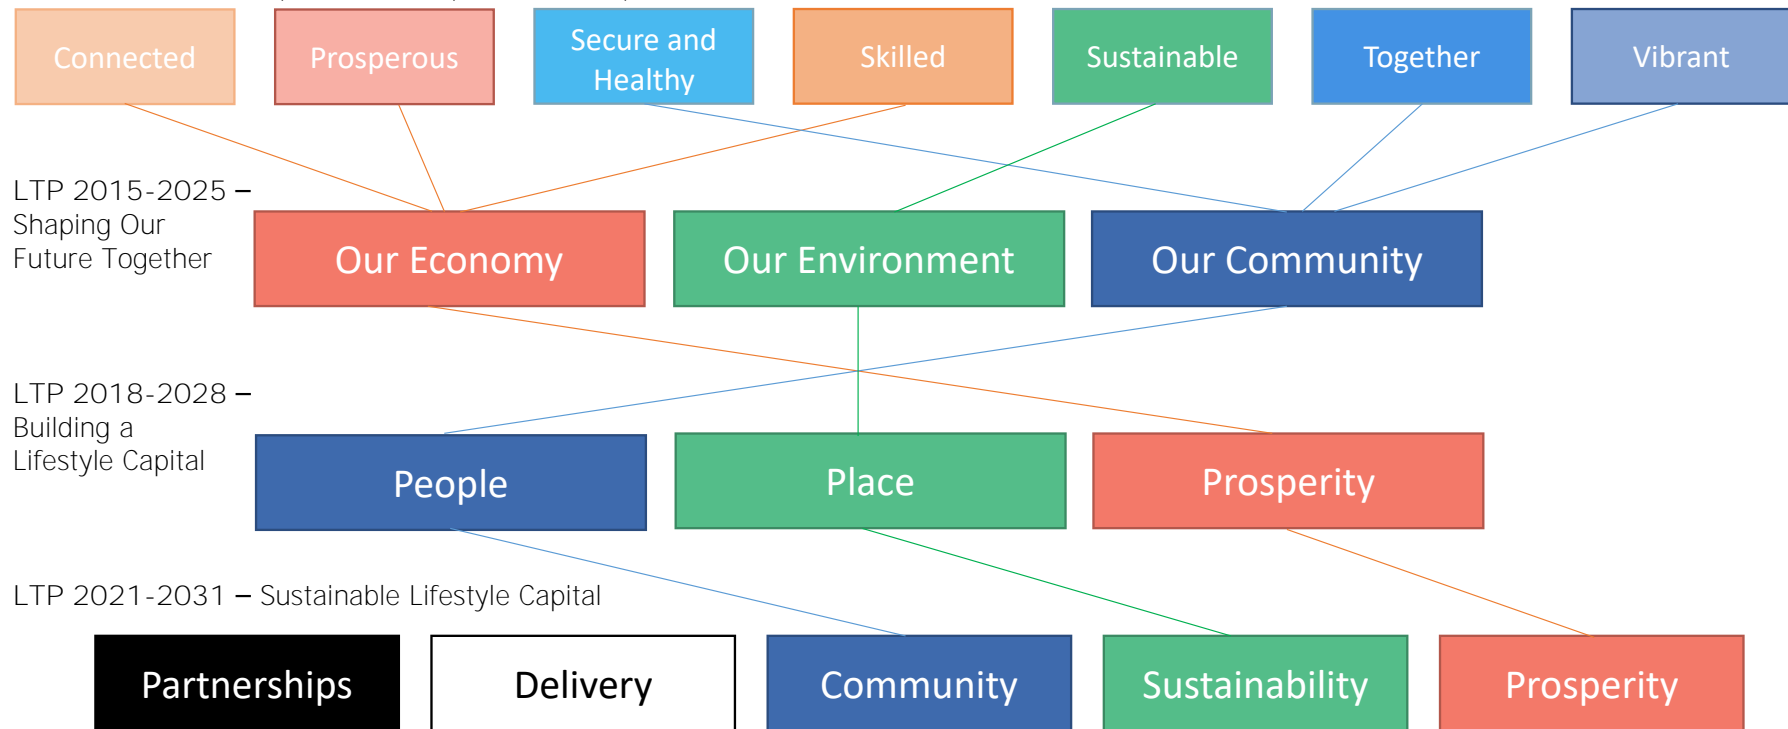 Connected
Prosperous
Secure and
Healthy
Skilled
Sustainable
Together
Vibrant
LTP 2015-2025 –
Shaping Our
Future Together
Our Economy
Our Environment
Our Community
LTP 2018-2028 –
Building a
Lifestyle Capital
People
Place
Prosperity
LTP 2021-2031 – Sustainable Lifestyle Capital
Partnerships
Delivery
Community
Sustainability
Prosperity